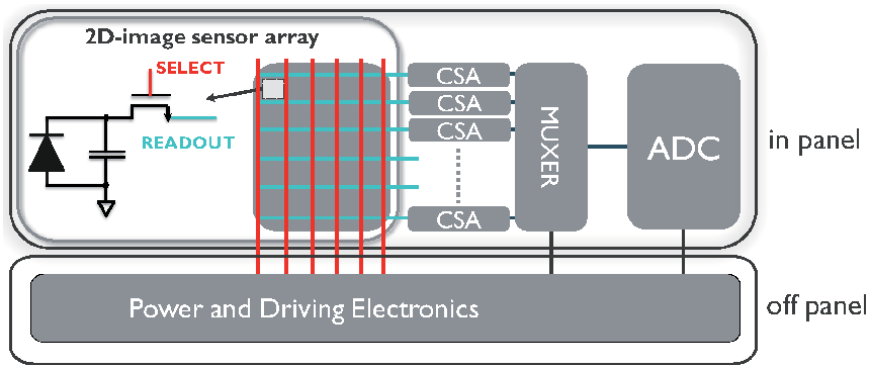 2D-image sensor array
SELECT
READOUT
CSA
CSA
CSA
CSA
MUXER
ADC
in panel
Power and Driving Electronics
off panel